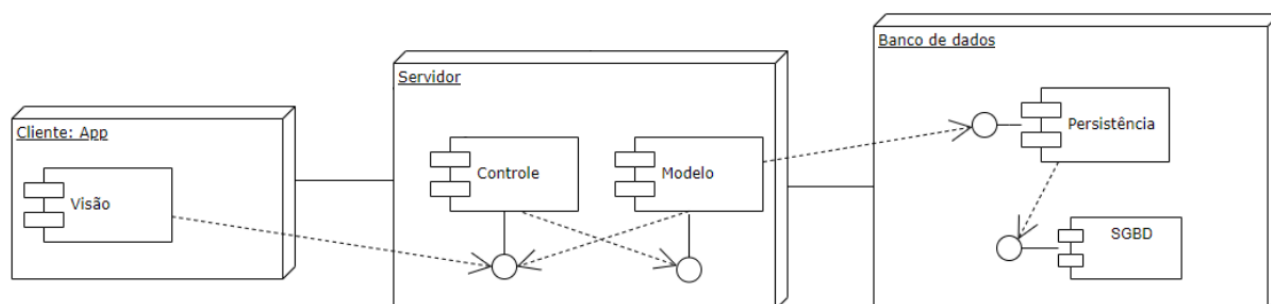 Cliente: App
Visão
Servidor
Controle
Modelo
Banco de dados
Persistência
SGBD